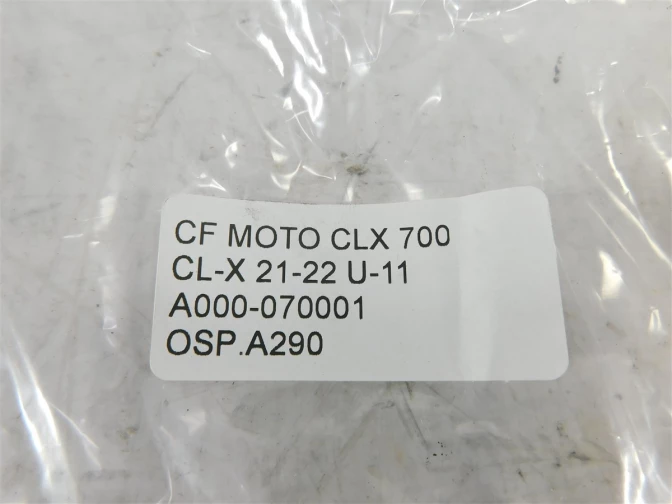 CF MOTO CLX 700
CL-X 21-22 U-11
A000-070001
OSP.A290